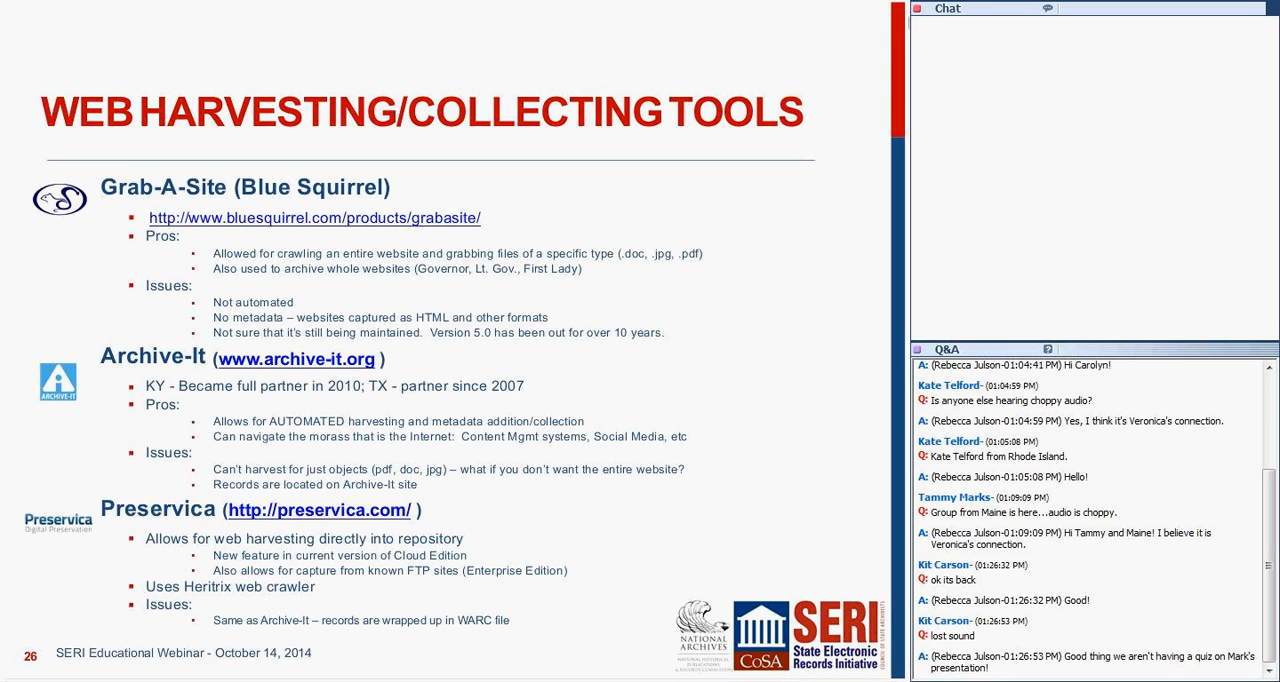 WEB HARVESTING/COLLECTING TOOLS
Grab-A-Site (Blue Squirrel)
http://www.bluesquirrel.com/products/grabasite/
Pros:
Allowed for crawling an entire website and grabbing files of a specific type (.doc, .jpg, .pdf)
Also used to archive whole websites (Governor, Lt. Gov., First Lady)
Issues:
Not automated
No metadata – websites captured as HTML and other formats
Not sure that it's still being maintained. Version 5.0 has been out for over 10 years.
ARCHIVE-IT
Archive-It (www.archive-it.org )
KY - Became full partner in 2010; TX - partner since 2007
Pros:
Allows for AUTOMATED harvesting and metadata addition/collection
Can navigate the morass that is the Internet: Content Mgmt systems, Social Media, etc
Issues:
Can't harvest for just objects (pdf, doc, jpg) – what if you don't want the entire website?
Records are located on Archive-It site
Preservica
Digital Preservation
Preservica (http://preservica.com/ )
Allows for web harvesting directly into repository
New feature in current version of Cloud Edition
Also allows for capture from known FTP sites (Enterprise Edition)
Uses Heritrix web crawler
Issues:
Same as Archive-It – records are wrapped up in WARC file
26
SERI Educational Webinar - October 14, 2014
NATIONAL
ARCHIVES
CoSA
SERI
State Electronic
Records Initiative
COUNCIL OF STATE ARCHIVISTS
Chat
Q&A
A: (Rebecca Julson-01:04:41 PM) Hi Carolyn!
Kate Telford- (01:04:59 PM)
Q: Is anyone else hearing choppy audio?
A: (Rebecca Julson-01:04:59 PM) Yes, I think it's Veronica's connection.
Kate Telford- (01:05:08 PM)
Q: Kate Telford from Rhode Island.
A: (Rebecca Julson-01:05:08 PM) Hello!
Tammy Marks- (01:09:09 PM)
Q: Group from Maine is here...audio is choppy.
A: (Rebecca Julson-01:09:09 PM) Hi Tammy and Maine! I believe it is
Veronica's connection.
Kit Carson- (01:26:32 PM)
Q: ok its back
A: (Rebecca Julson-01:26:32 PM) Good!
Kit Carson- (01:26:53 PM)
Q: lost sound
A: (Rebecca Julson-01:26:53 PM) Good thing we aren't having a quiz on Mark's
presentation!